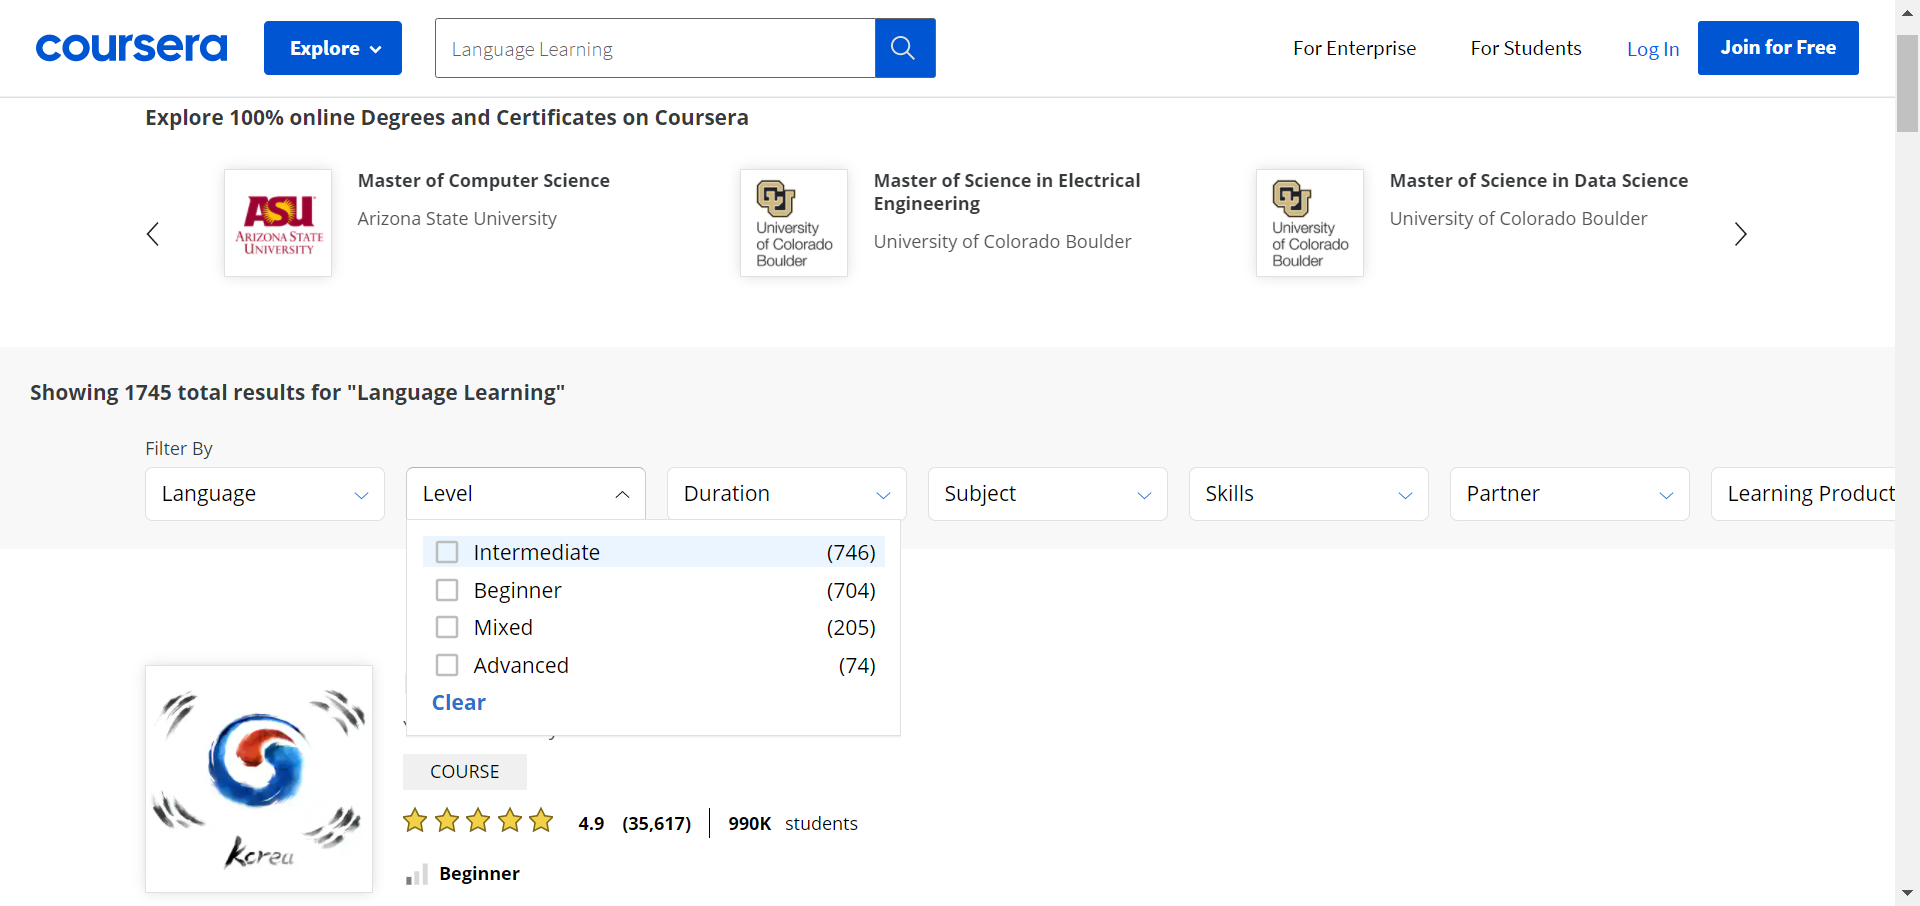 coursera
Explore
Language Learning
For Enterprise
For Students
Log In
Join for Free
Explore 100% online Degrees and Certificates on Coursera
ASU
ARIZONA STATE
UNIVERSITY
Master of Computer Science
Arizona State University
CU
University
of Colorado
Boulder
Master of Science in Electrical
Engineering
University of Colorado Boulder
CU
University
of Colorado
Boulder
Master of Science in Data Science
University of Colorado Boulder
Showing 1745 total results for "Language Learning"
Filter By
Language
Level
Duration
Subject
Skills
Partner
Learning Product
Intermediate (746)
Beginner (704)
Mixed (205)
Advanced (74)
Clear
Korea
COURSE
4.9 (35,617) 990K students
Beginner